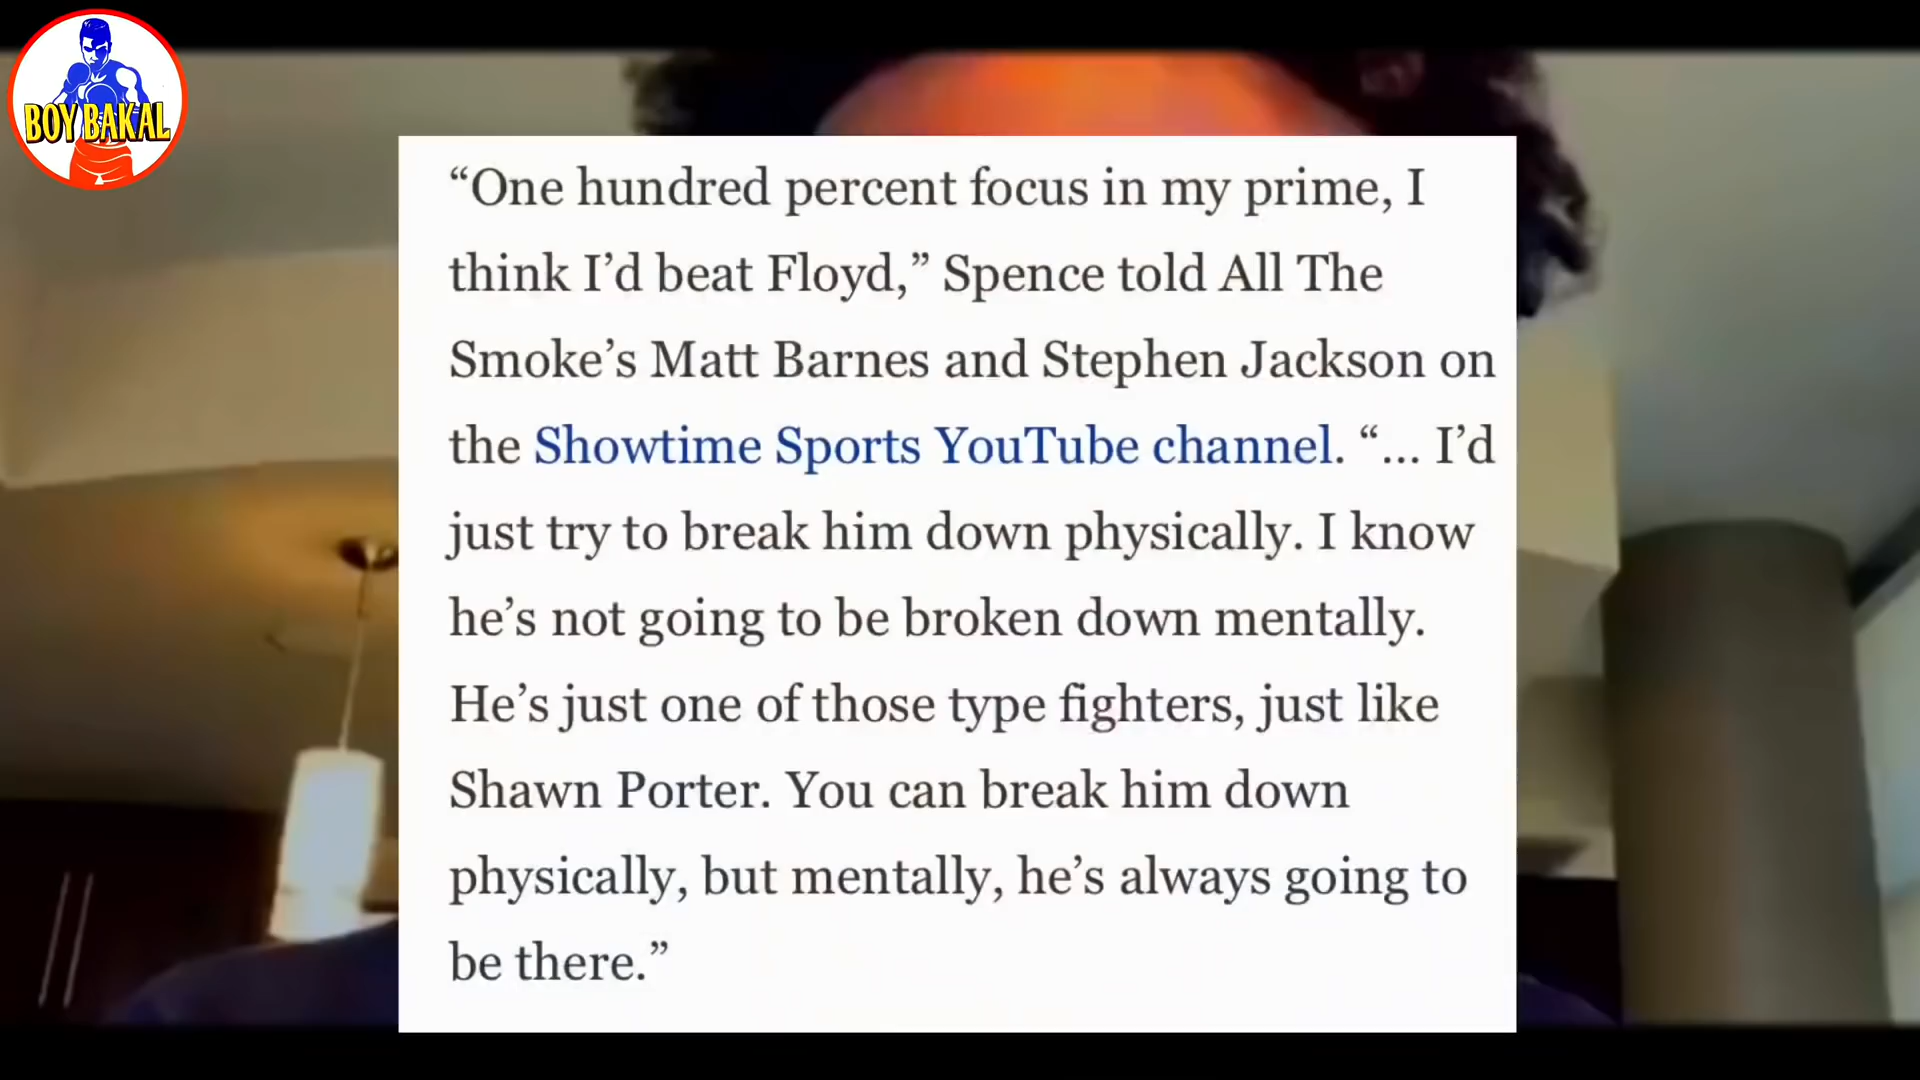 BOY BAKAL
“One hundred percent focus in my prime, I
think I’d beat Floyd,” Spence told All The
Smoke’s Matt Barnes and Stephen Jackson on
the Showtime Sports YouTube channel. “... I’d
just try to break him down physically. I know
he’s not going to be broken down mentally.
He’s just one of those type fighters, just like
Shawn Porter. You can break him down
physically, but mentally, he’s always going to
be there.”